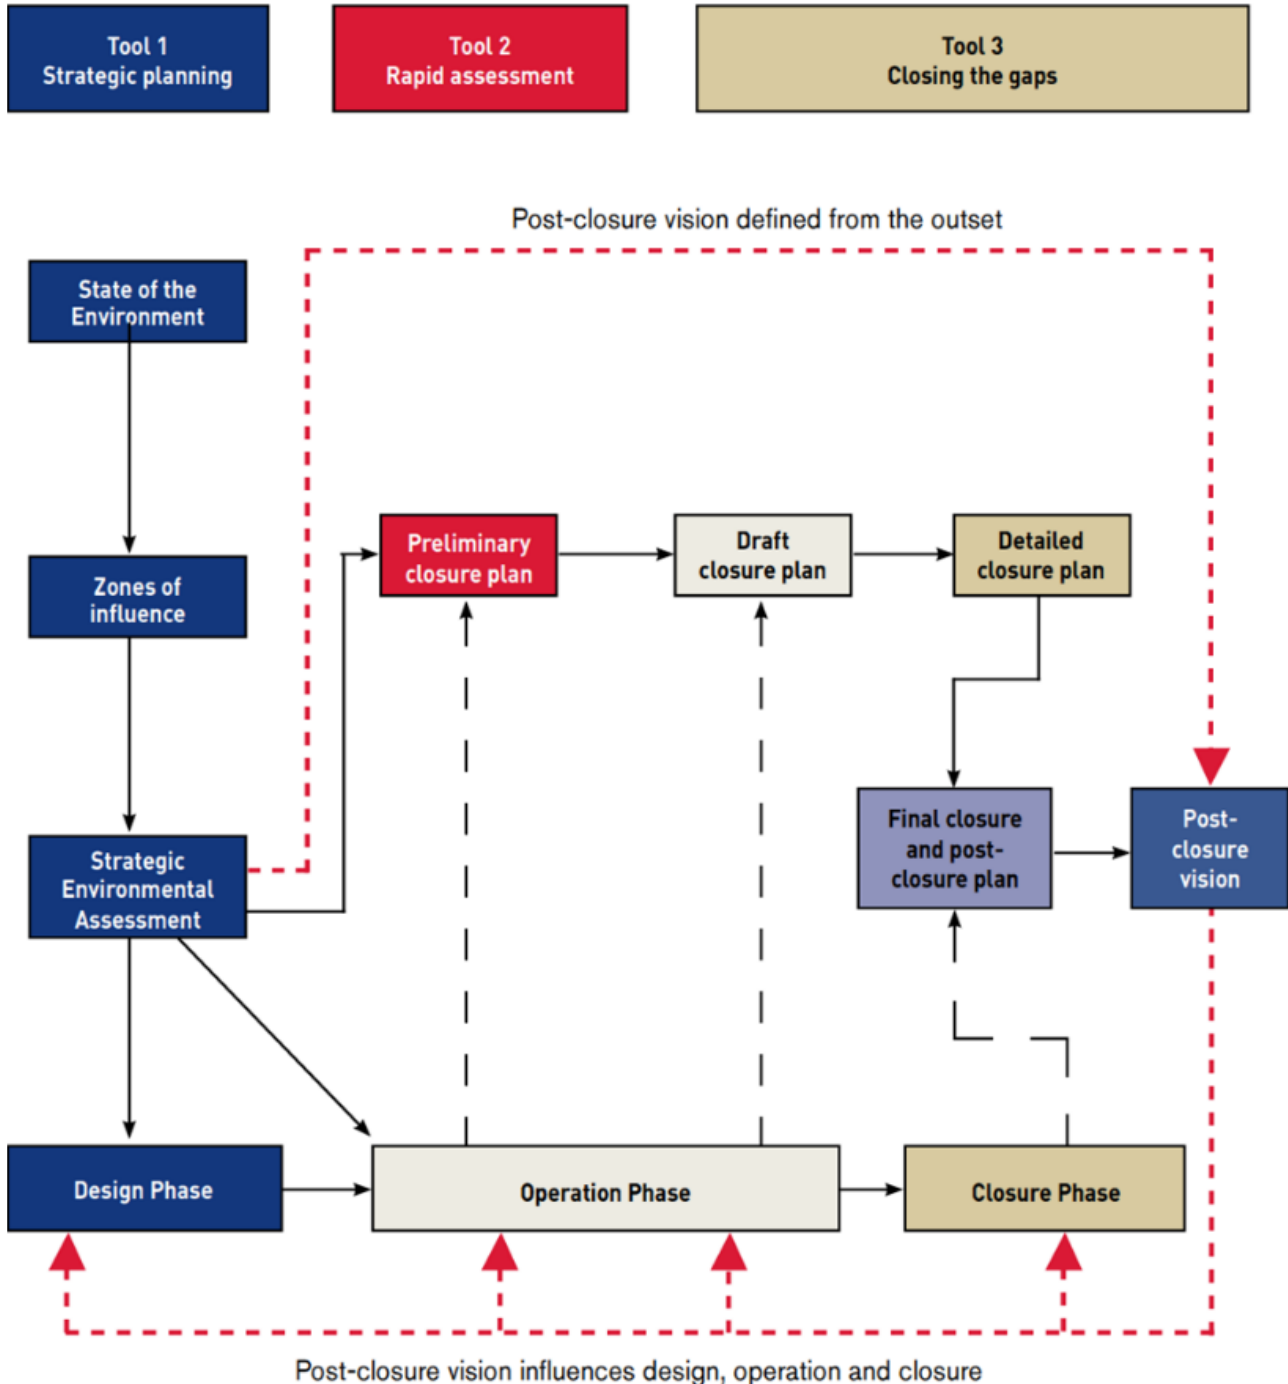 Tool 1
Strategic planning
Tool 2
Rapid assessment
Tool 3
Closing the gaps
Post-closure vision defined from the outset
State of the
Environment
Zones of
influence
Strategic
Environmental
Assessment
Preliminary
closure plan
Draft
closure plan
Detailed
closure plan
Final closure
and post-
closure plan
Post-
closure
vision
Design Phase
Operation Phase
Closure Phase
Post-closure vision influences design, operation and closure